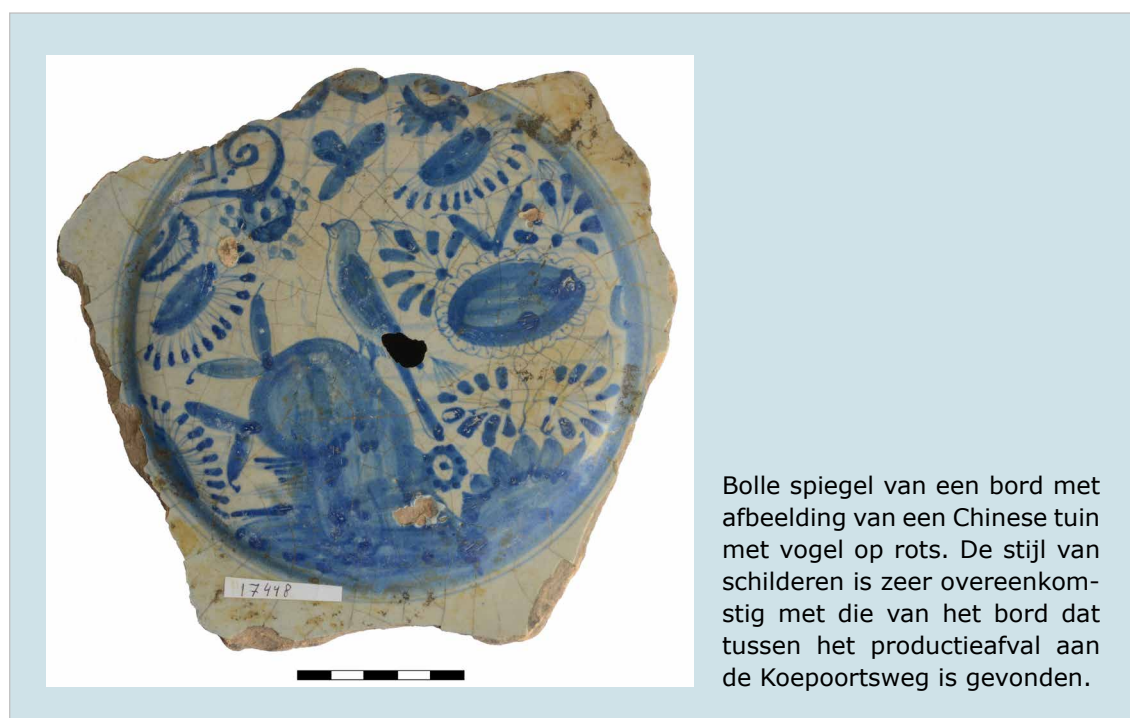 17448
Bolle spiegel van een bord met
afbeelding van een Chinese tuin
met vogel op rots. De stijl van
schilderen is zeer overeenkom-
stig met die van het bord dat
tussen het productieafval aan
de Koepoortsweg is gevonden.